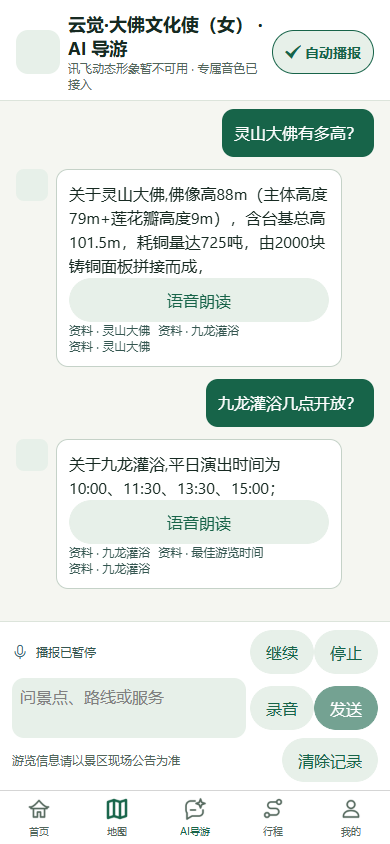 云觉·大佛文化使（女）·
AI 导游
讯飞动态形象暂不可用 · 专属音色已
接入
自动播报
灵山大佛有多高？
关于灵山大佛,佛像高88m（主体高度
79m+莲花瓣高度9m），含台基总高
101.5m，耗铜量达725吨，由2000块
铸铜面板拼接而成，
语音朗读
资料 · 灵山大佛 资料 · 九龙灌浴
资料 · 灵山大佛
九龙灌浴几点开放？
关于九龙灌浴,平日演出时间为
10:00、11:30、13:30、15:00；
语音朗读
资料 · 九龙灌浴 资料 · 最佳游览时间
资料 · 九龙灌浴
播报已暂停
继续
停止
问景点、路线或服务
录音
发送
游览信息请以景区现场公告为准
清除记录
首页
地图
AI导游
行程
我的